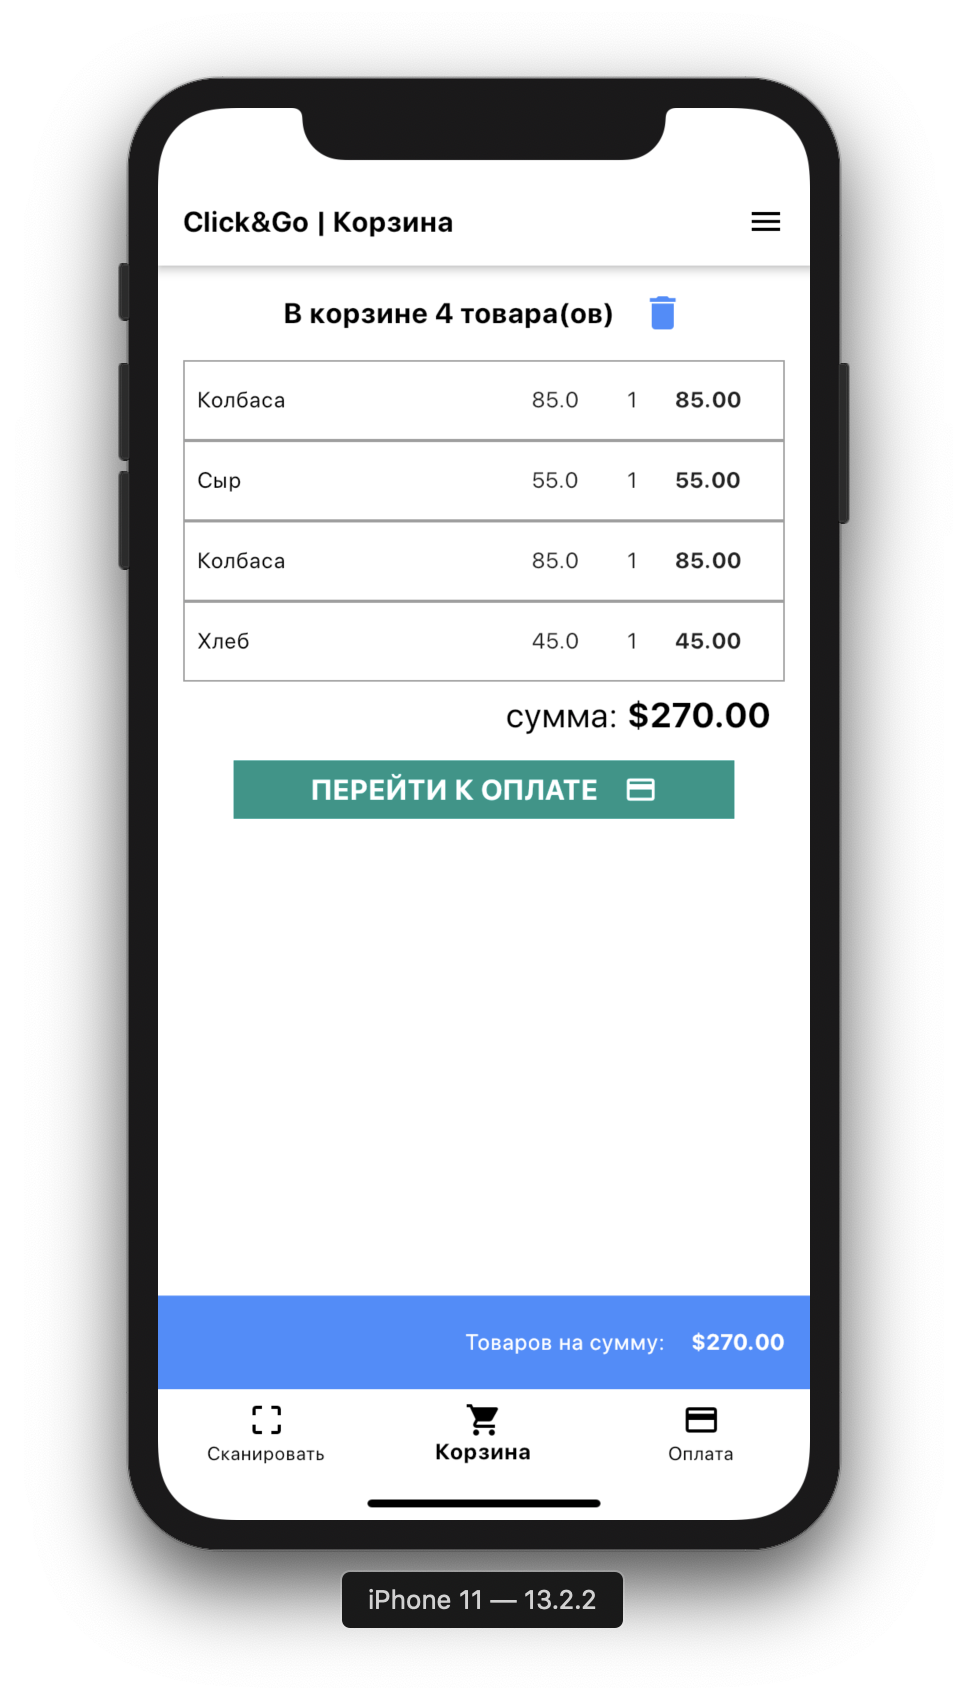 Click&Go | Корзина
В корзине 4 товара(ов)
Колбаса 85.0 1 85.00
Сыр 55.0 1 55.00
Колбаса 85.0 1 85.00
Хлеб 45.0 1 45.00
сумма: $270.00
ПЕРЕЙТИ К ОПЛАТЕ
Товаров на сумму: $270.00
Сканировать Корзина Оплата
iPhone 11 — 13.2.2